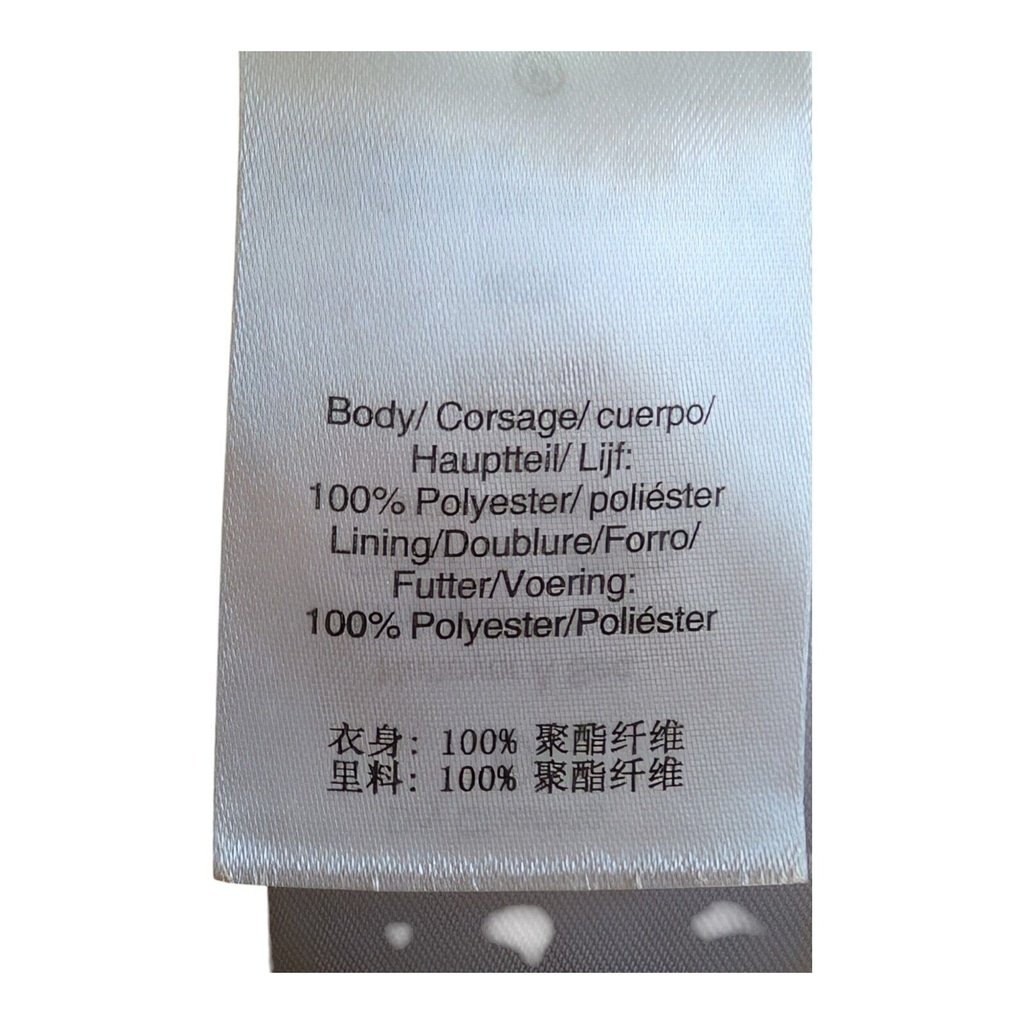 Body/ Corsage/ cuerpo/
Hauptteil/ Lijf:
100% Polyester/ poliéster
Lining/Doublure/Forro/
Futter/Voering:
100% Polyester/Poliéster
衣身: 100% 聚酯纤维
里料: 100% 聚酯纤维